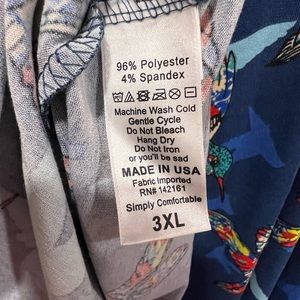 96% Polyester
4% Spandex
Machine Wash Cold
Gentle Cycle
Do Not Bleach
Hang Dry
Do Not Iron
or you'll be sad
MADE IN USA
Fabric Imported
RN# 142161
Simply Comfortable
3XL